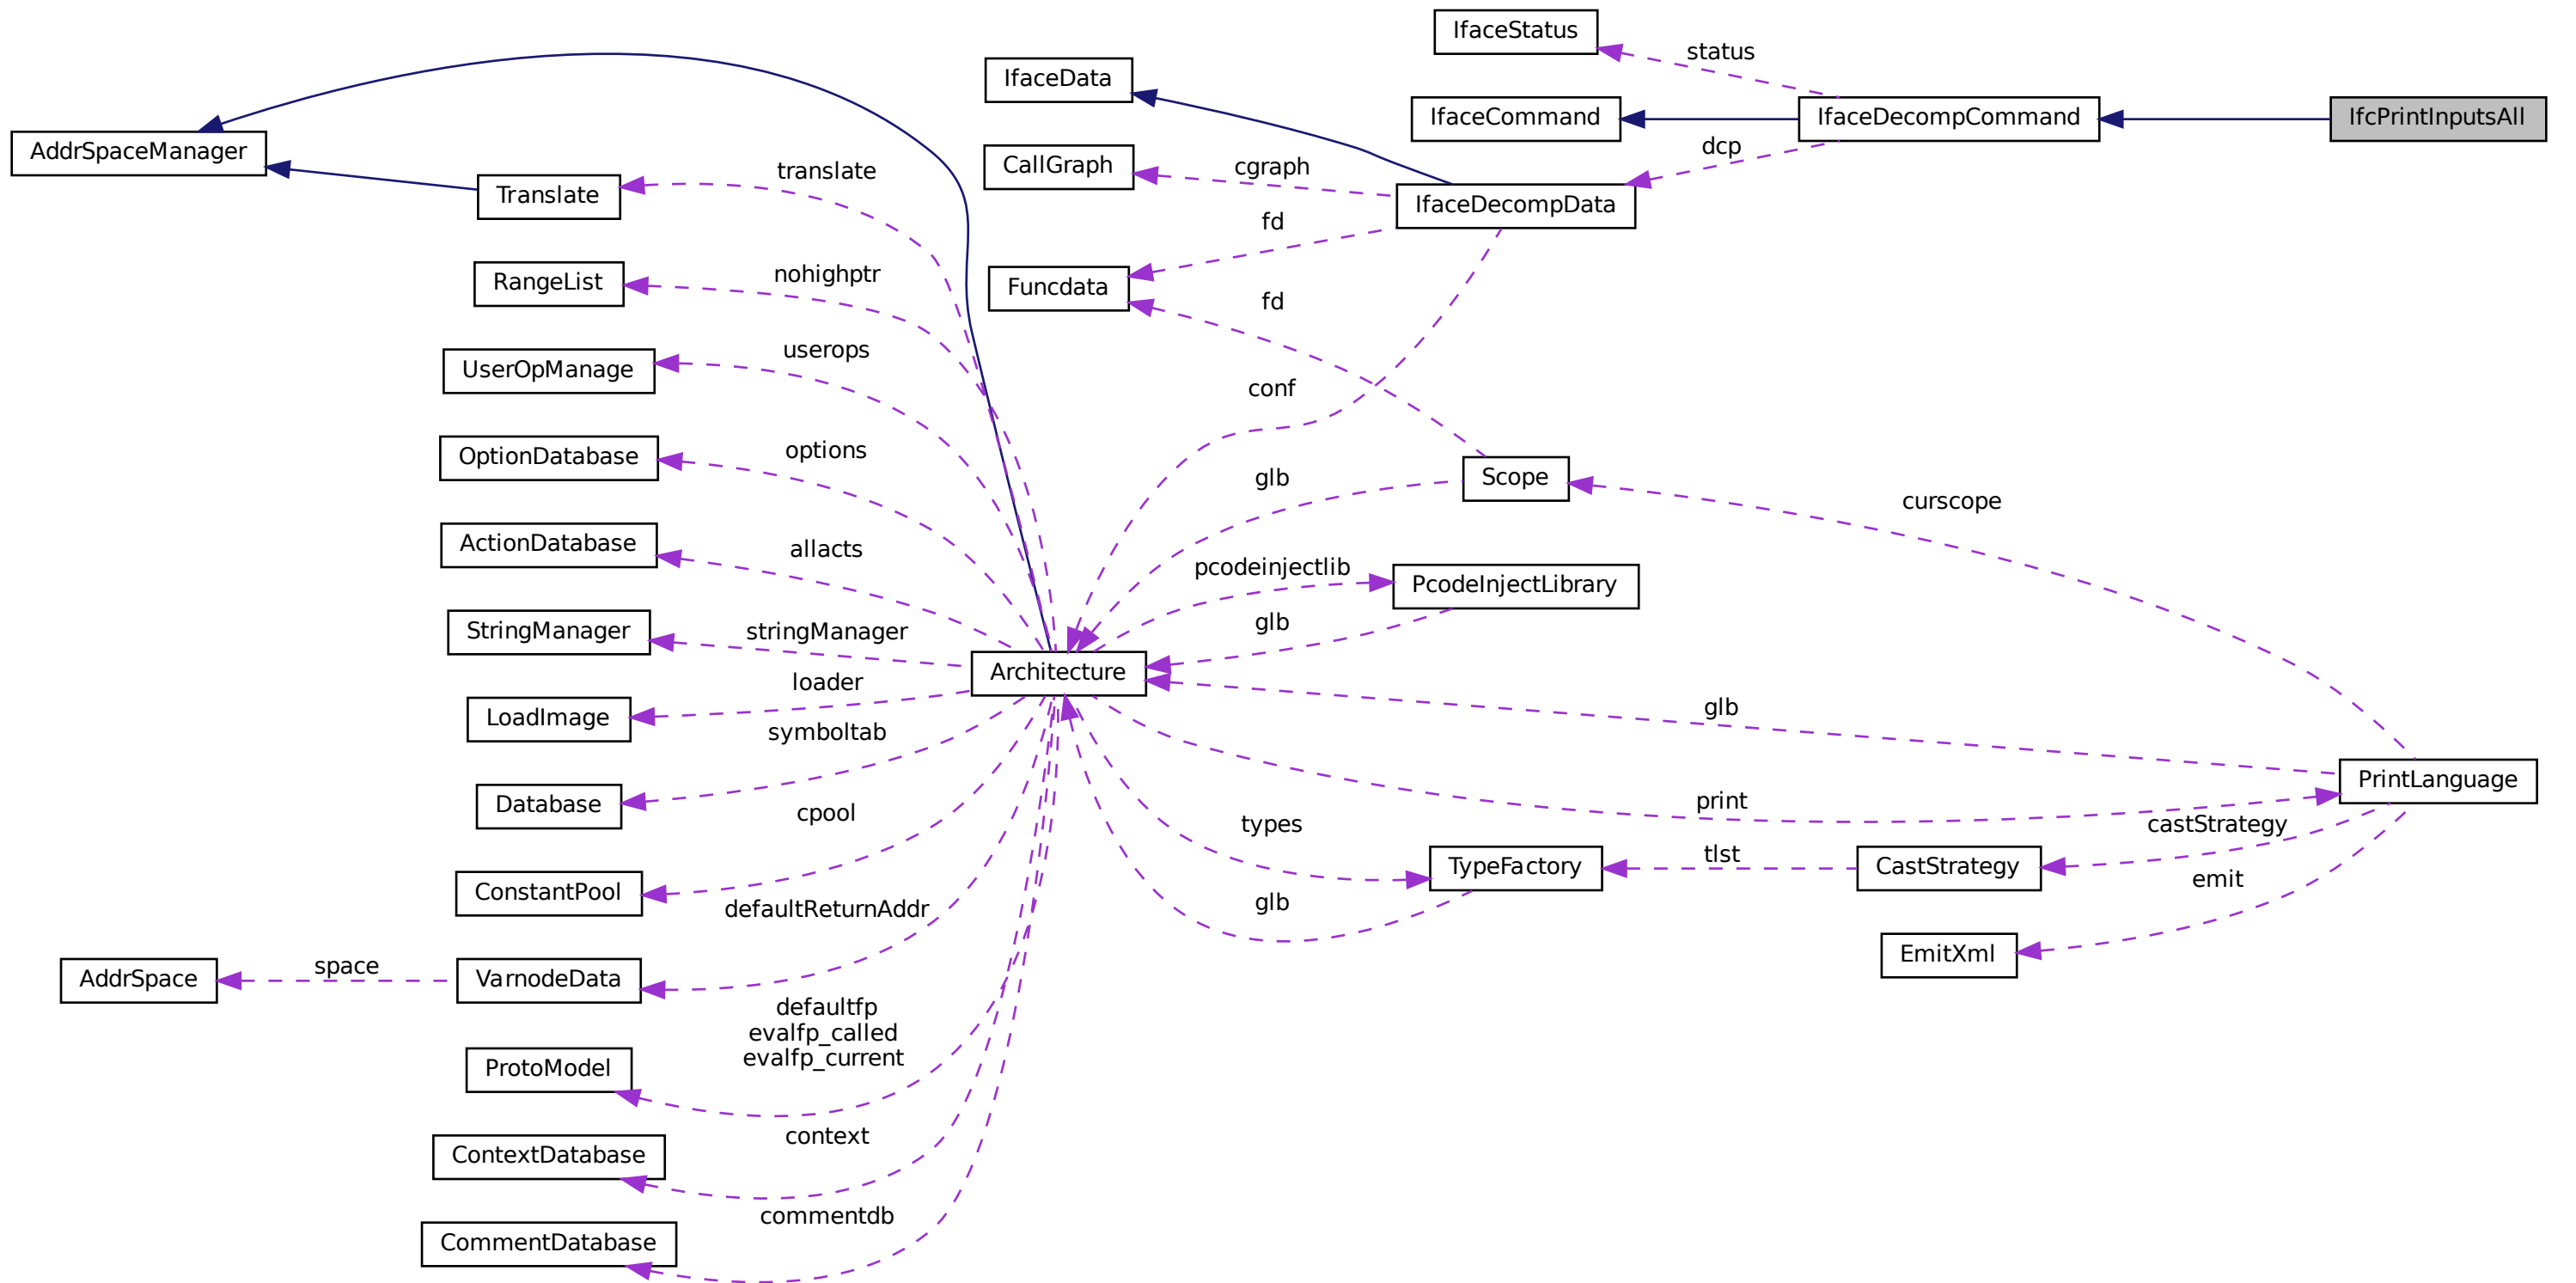 IfaceStatus
status
IfaceData
IfaceCommand
IfaceDecompCommand
IfcPrintInputsAll
AddrSpaceManager
translate
CallGraph
cgraph
dcp
Translate
IfaceDecompData
fd
RangeList
nohighptr
Funcdata
fd
userops
UserOpManage
conf
options
OptionDatabase
glb
Scope
curscope
allacts
ActionDatabase
pcodeinjectlib
PcodeInjectLibrary
stringManager
StringManager
glb
Architecture
loader
LoadImage
glb
symboltab
PrintLanguage
print
Database
cpool
types
castStrategy
tlst
TypeFactory
CastStrategy
ConstantPool
emit
defaultReturnAddr
glb
EmitXml
space
AddrSpace
VarnodeData
defaultfp
evalfp_called
evalfp_current
ProtoModel
context
ContextDatabase
commentdb
CommentDatabase